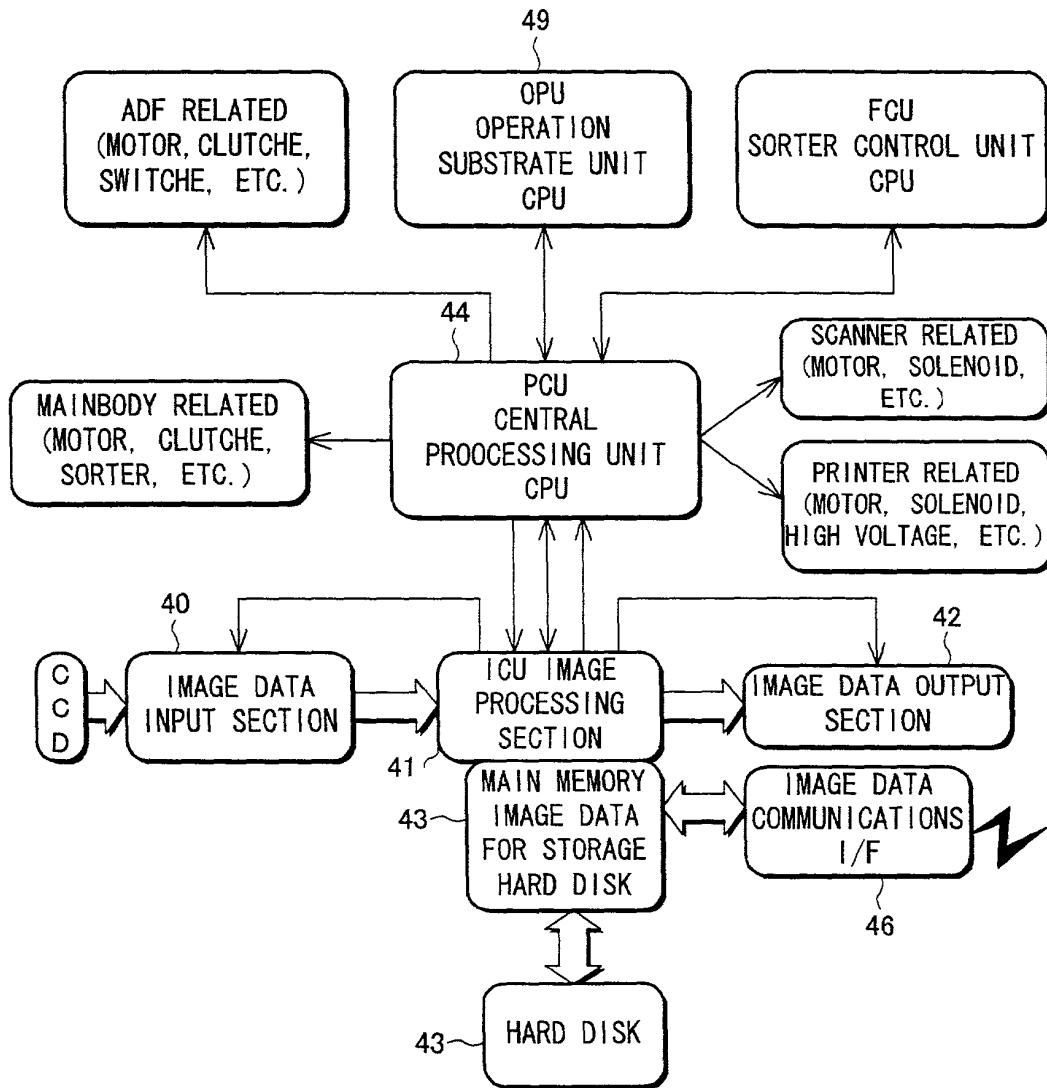 49
ADF RELATED
(MOTOR, CLUTCHE,
SWITCHE, ETC.)
OPU
OPERATION
SUBSTRATE UNIT
CPU
FCU
SORTER CONTROL UNIT
CPU
44
MAINBODY RELATED
(MOTOR, CLUTCHE,
SORTER, ETC.)
PCU
CENTRAL
PROOCESSING UNIT
CPU
SCANNER RELATED
(MOTOR, SOLENOID,
ETC.)
PRINTER RELATED
(MOTOR, SOLENOID,
HIGH VOLTAGE, ETC.)
40
42
C
C
D
IMAGE DATA
INPUT SECTION
ICU IMAGE
PROCESSING
SECTION
IMAGE DATA OUTPUT
SECTION
41
43
MAIN MEMORY
IMAGE DATA
FOR STORAGE
HARD DISK
IMAGE DATA
COMMUNICATIONS
I/F
46
43
HARD DISK